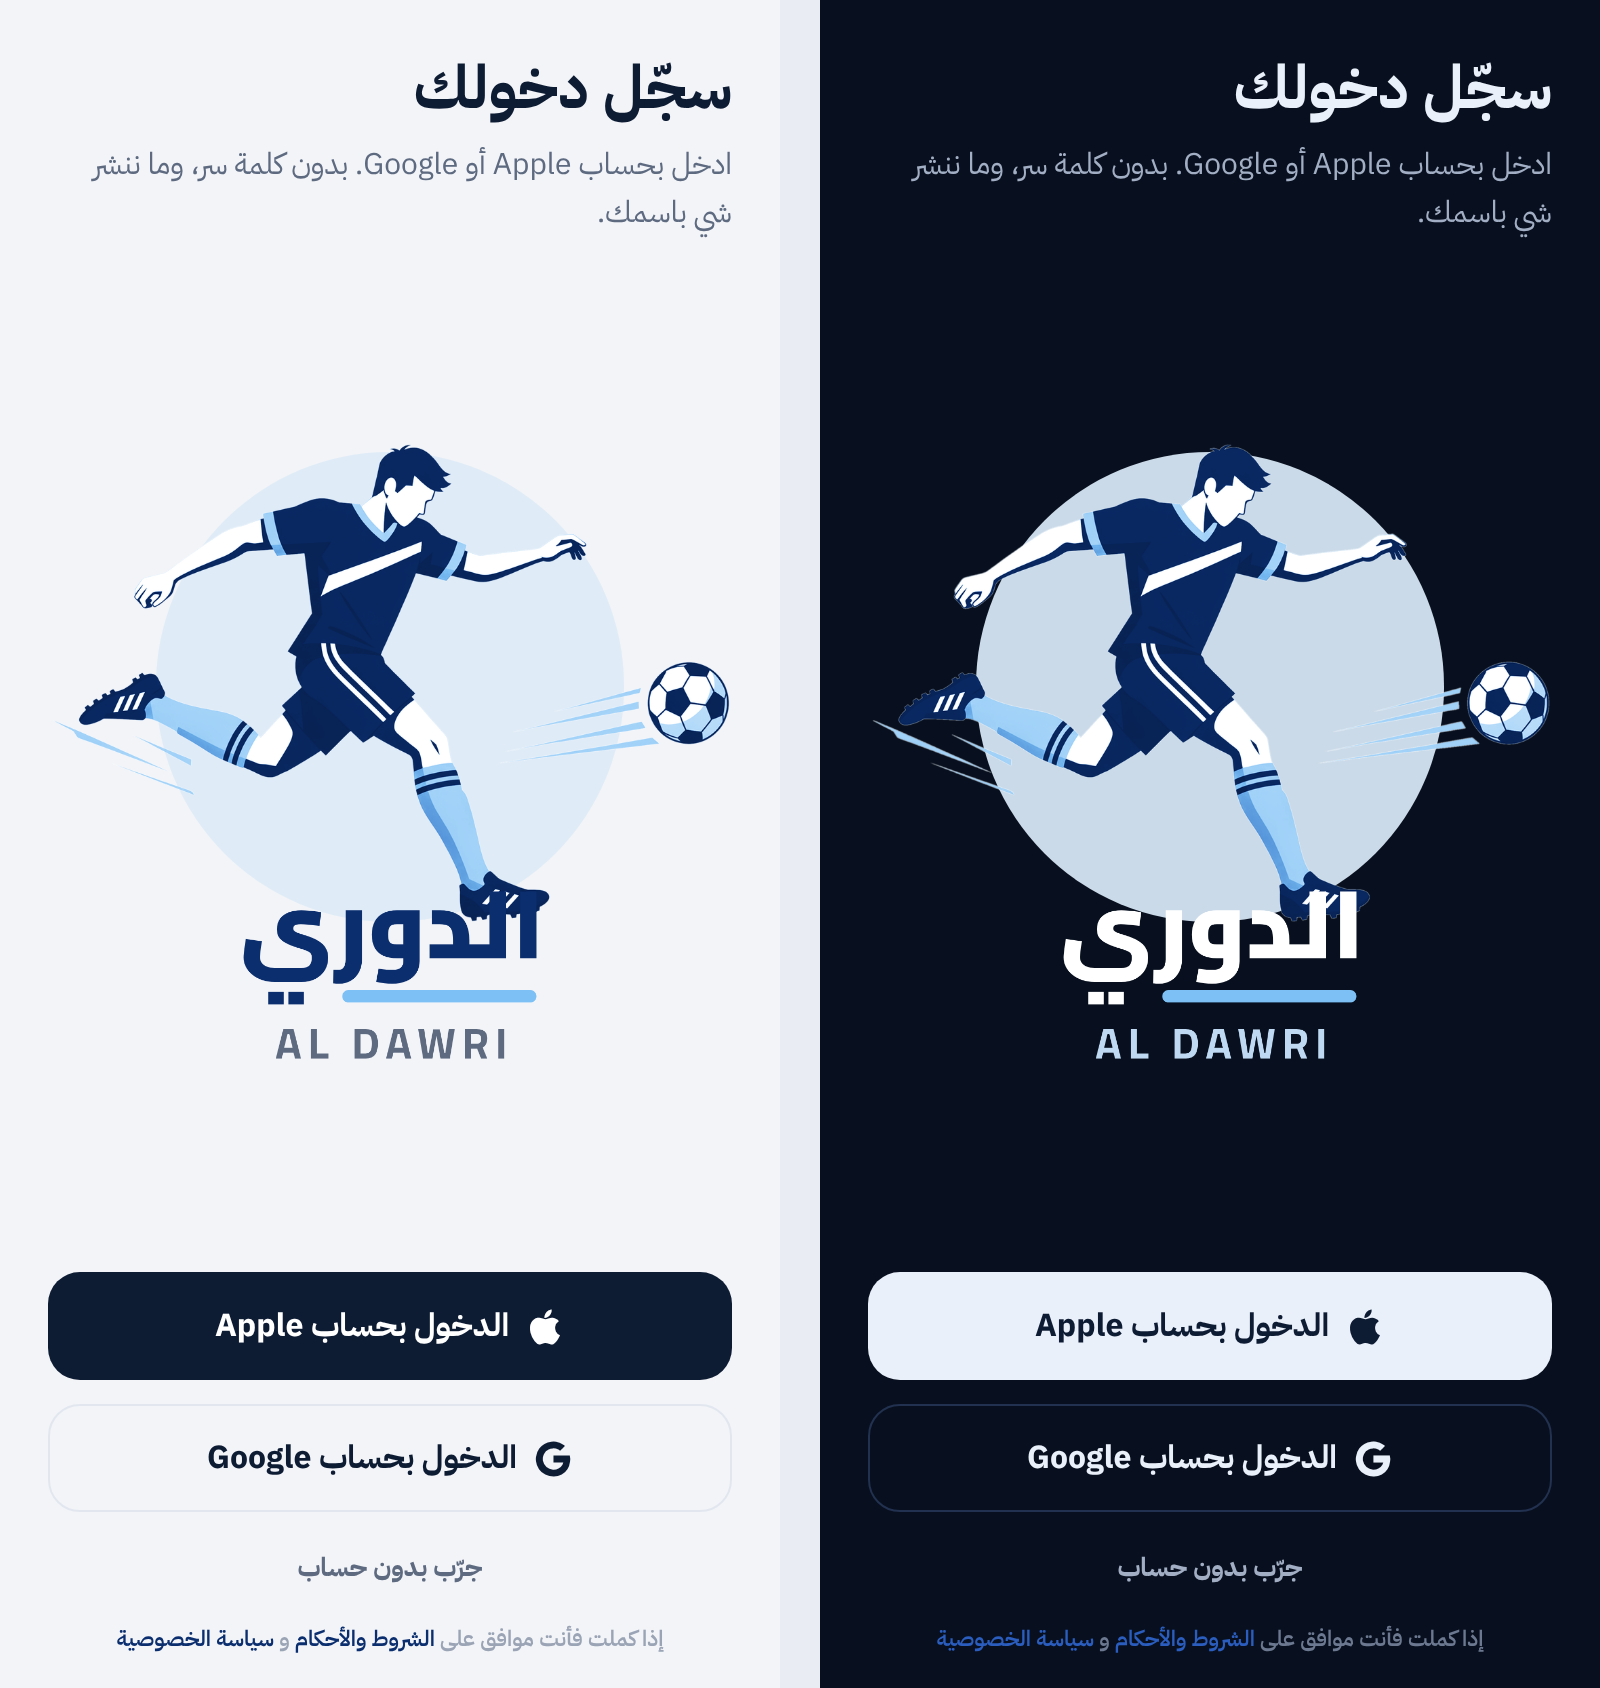 سجّل دخولك
ادخل بحساب Apple أو Google. بدون كلمة سر، وما ننشر
شي باسمك.
الدوري
AL DAWRI
الدخول بحساب Apple
الدخول بحساب Google
جرّب بدون حساب
إذا كملت فأنت موافق على الشروط والأحكام و سياسة الخصوصية
سجّل دخولك
ادخل بحساب Apple أو Google. بدون كلمة سر، وما ننشر
شي باسمك.
الدوري
AL DAWRI
الدخول بحساب Apple
الدخول بحساب Google
جرّب بدون حساب
إذا كملت فأنت موافق على الشروط والأحكام و سياسة الخصوصية